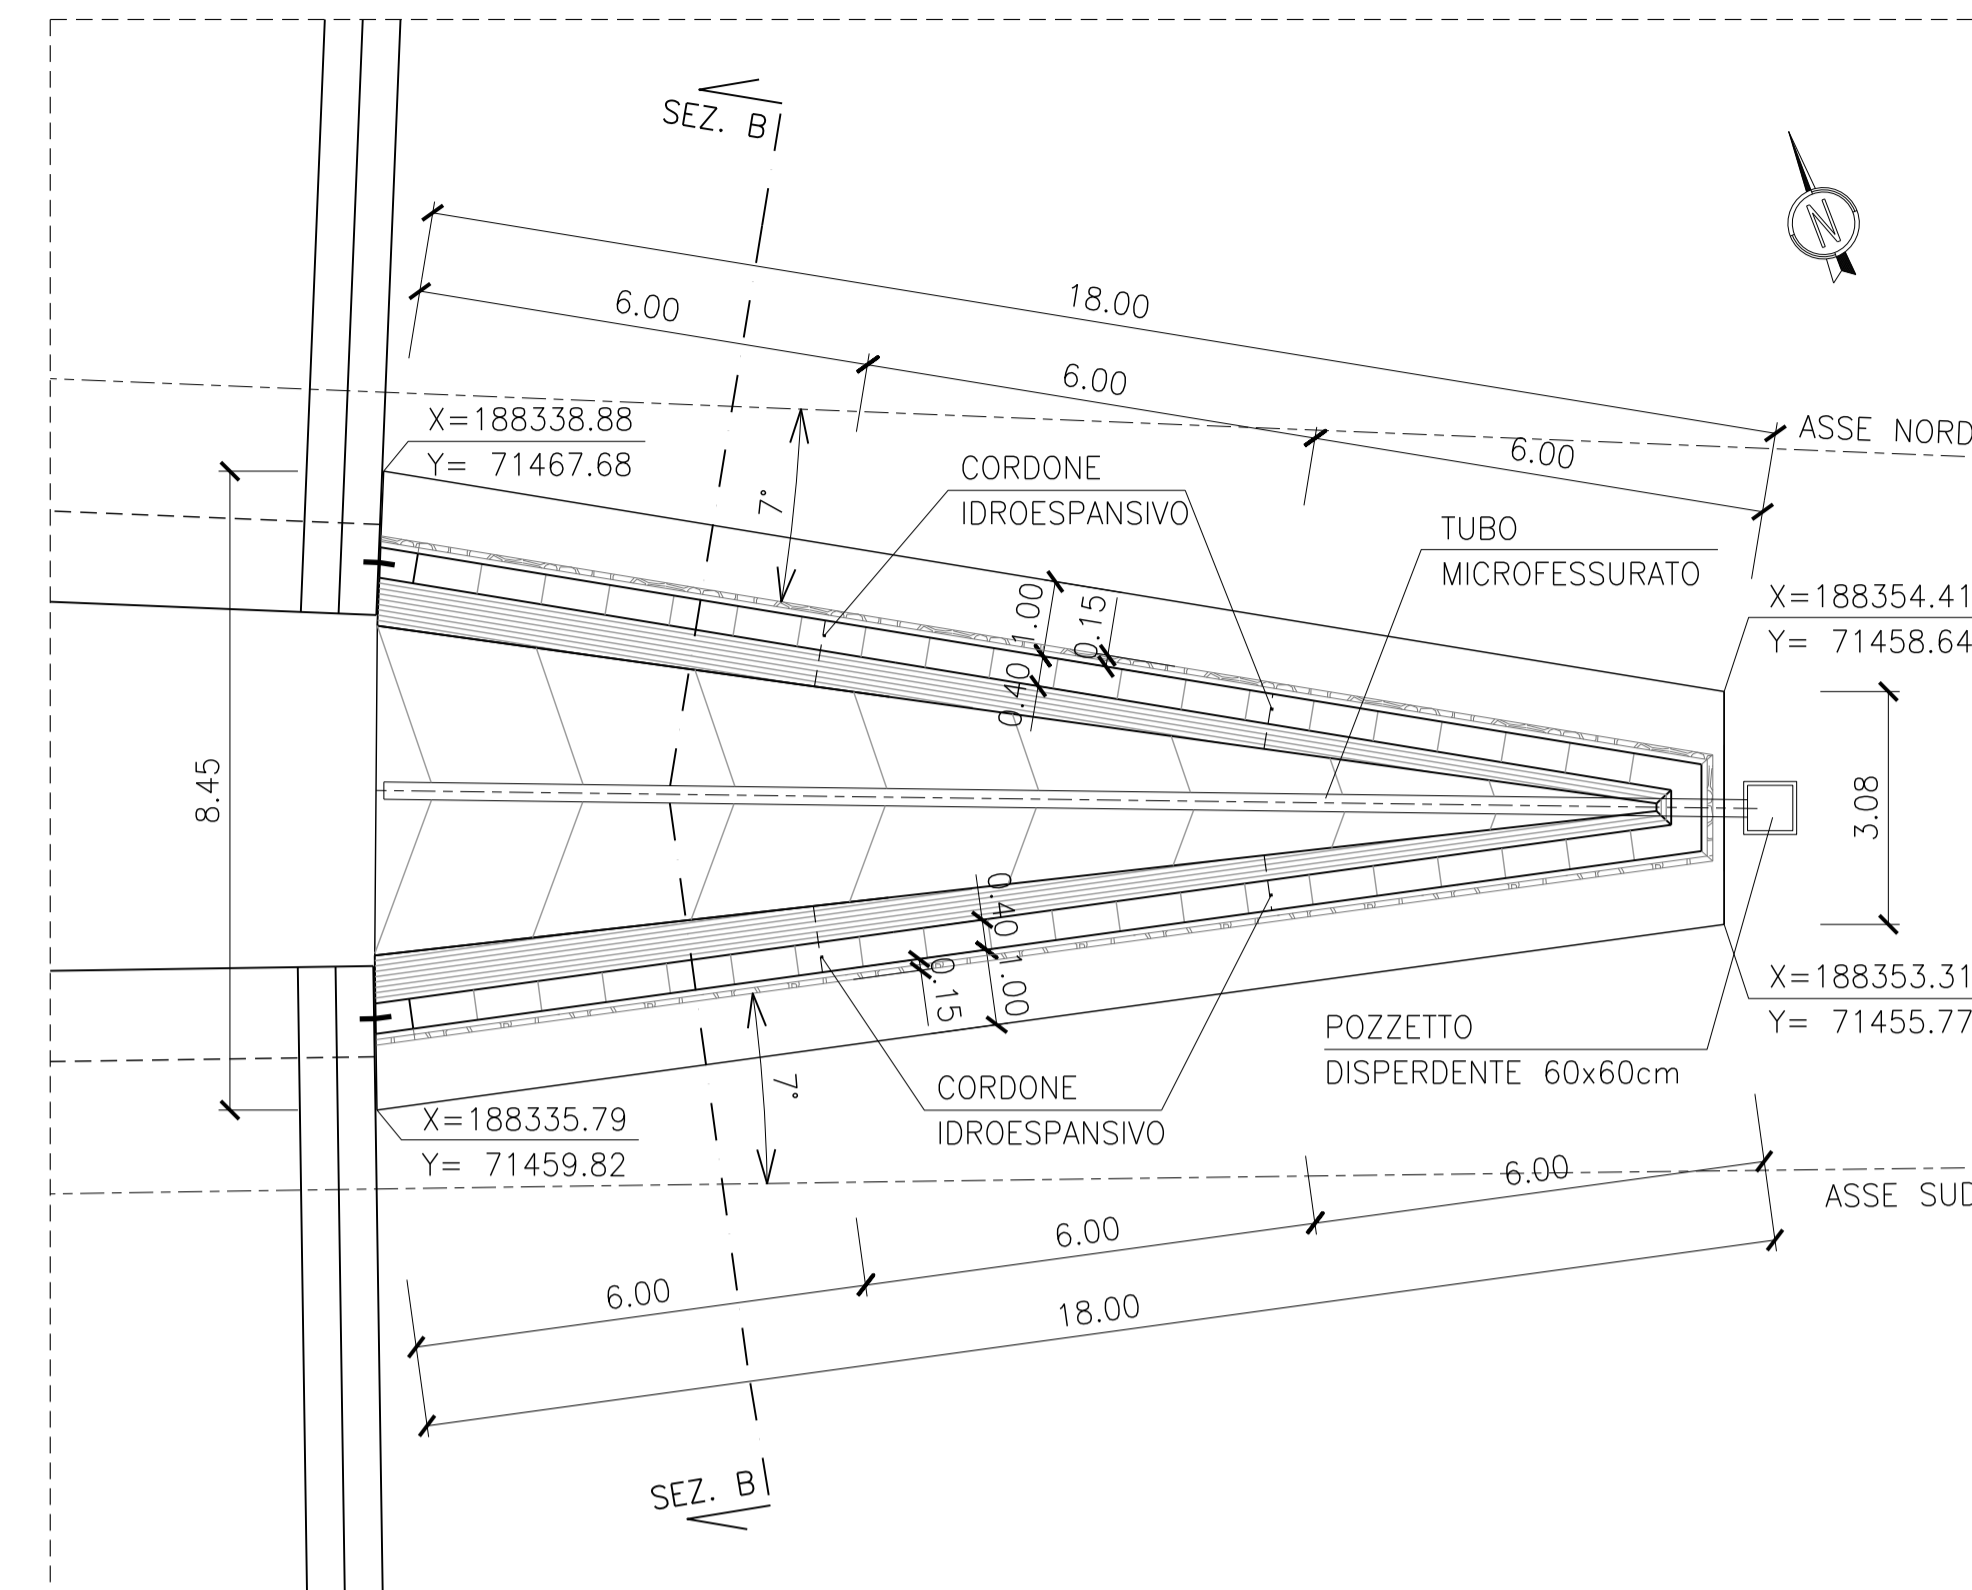 SEZ. B
N
18.00
6.00
6.00
6.00
ASSE NORD
X=188338.88
Y= 71467.68
7°
CORDONE
IDROESPANSIVO
TUBO
MICROFESSURATO
1.00
0.15
0.40
X=188354.41
Y= 71458.64
8.45
3.08
0.40
0.15
1.00
X=188353.31
Y= 71455.77
POZZETTO
DISPERDENTE 60x60cm
7°
CORDONE
IDROESPANSIVO
X=188335.79
Y= 71459.82
ASSE SUD
6.00
6.00
6.00
18.00
SEZ. B